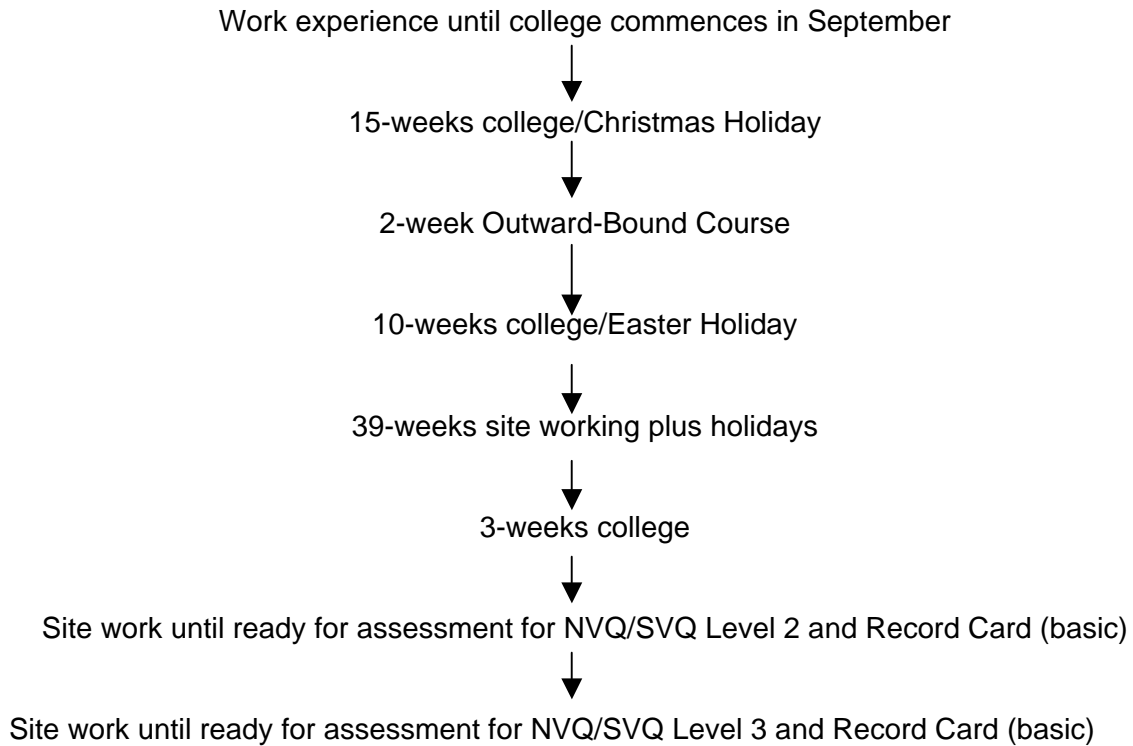 Work experience until college commences in September
15-weeks college/Christmas Holiday
2-week Outward-Bound Course
10-weeks college/Easter Holiday
39-weeks site working plus holidays
3-weeks college
Site work until ready for assessment for NVQ/SVQ Level 2 and Record Card (basic)
Site work until ready for assessment for NVQ/SVQ Level 3 and Record Card (basic)